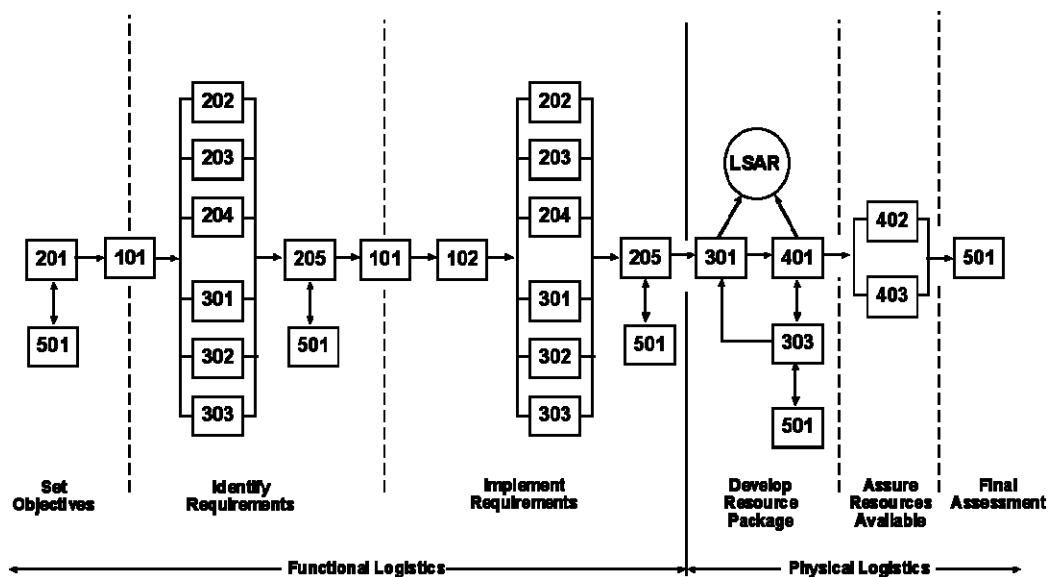 202
202
203
203
LSAR
204
204
402
201
101
205
101
102
205
301
401
501
301
301
403
501
501
501
303
302
302
303
303
501
Set
Objectives
Identify
Requirements
Implement
Requirements
Develop
Resource
Package
Assure
Resources
Available
Final
Assessment
Functional Logistics
Physical Logistics